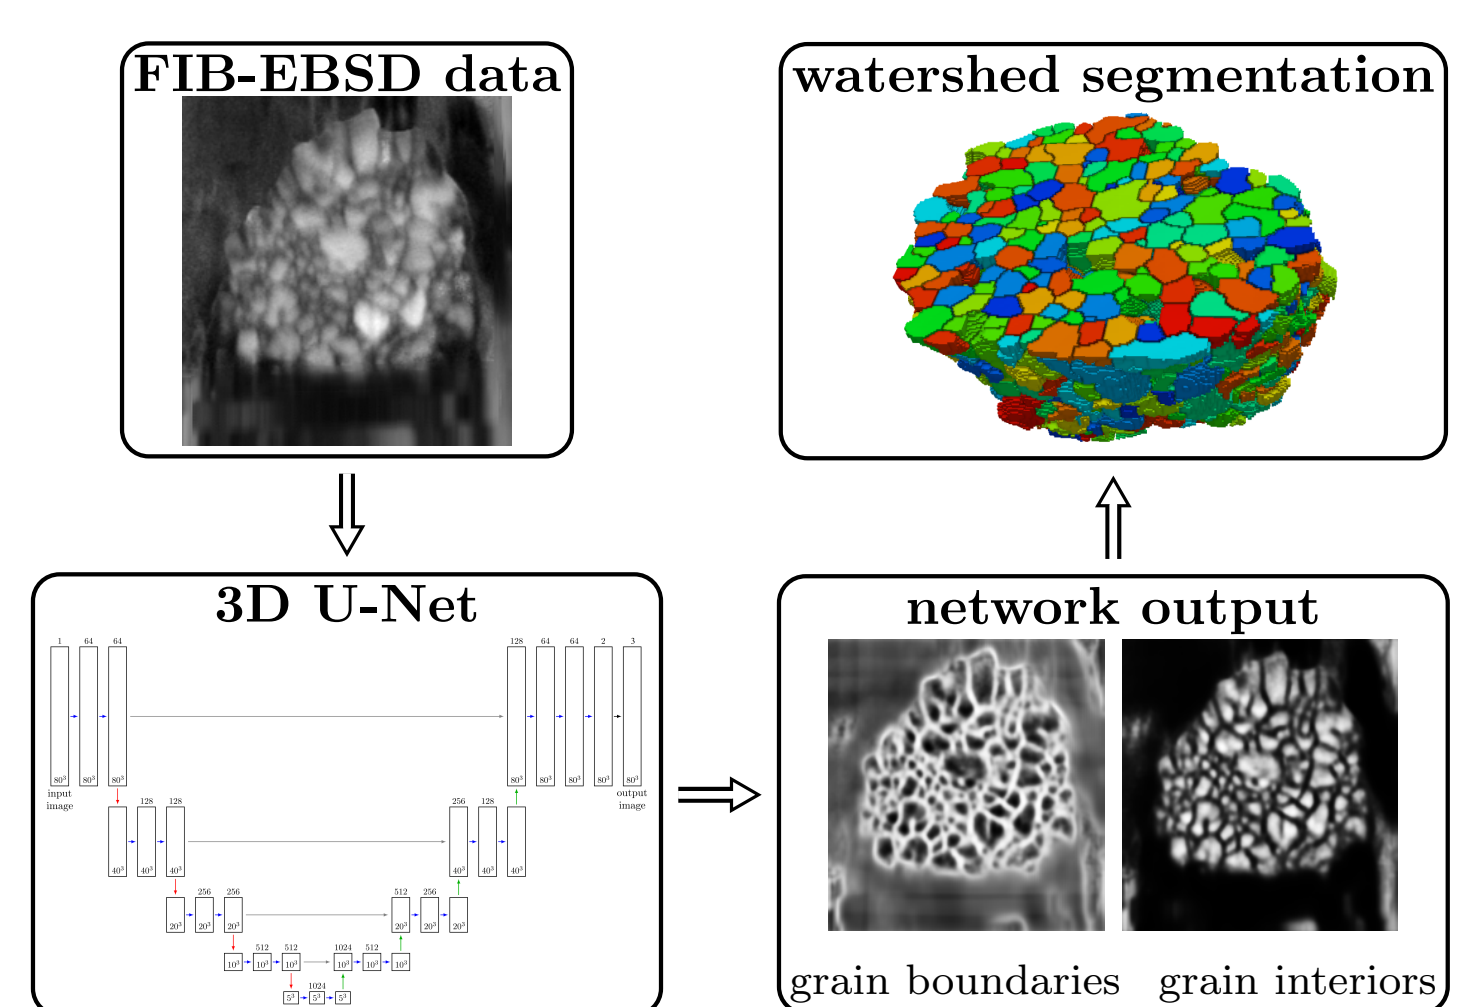 FIB-EBSD data
watershed segmentation
3D U-Net
1 64 64 128 64 64 2 3
80³ 80³ 80³ 80³ 80³ 80³ 80³ 80³
input
image
output
image
128 128 256 128
40³ 40³ 40³ 40³ 40³ 40³
256 256 512 256
20³ 20³ 20³ 20³ 20³ 20³
512 512 1024 512
10³ 10³ 10³ 10³ 10³ 10³
1024
5³ 5³ 5³
network output
grain boundaries grain interiors